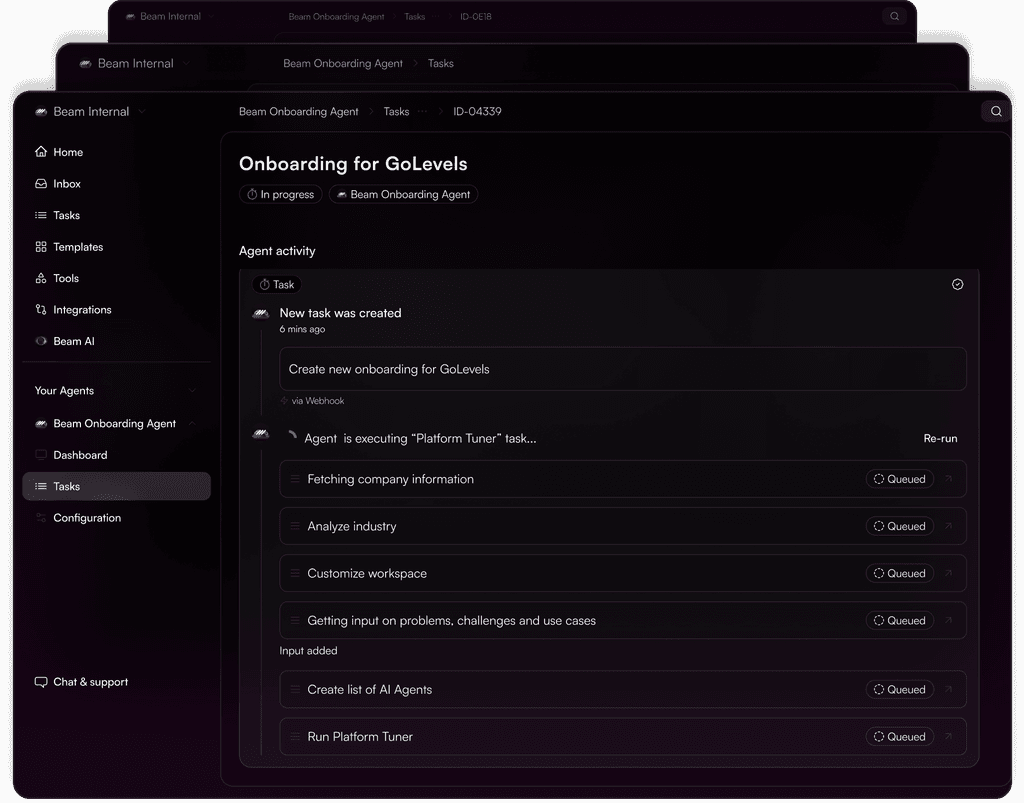 Beam Internal
Beam Onboarding Agent Tasks ID-0E18
Beam Internal
Beam Onboarding Agent Tasks
Beam Internal
Beam Onboarding Agent Tasks ··· ID-04339
Home
Inbox
Tasks
Templates
Tools
Integrations
Beam AI
Your Agents
Beam Onboarding Agent
Dashboard
Tasks
Configuration
Chat & support
Onboarding for GoLevels
In progress
Beam Onboarding Agent
Agent activity
Task
New task was created
6 mins ago
Create new onboarding for GoLevels
via Webhook
Agent is executing “Platform Tuner” task...
Re-run
Fetching company information Queued
Analyze industry Queued
Customize workspace Queued
Getting input on problems, challenges and use cases Queued
Input added
Create list of AI Agents Queued
Run Platform Tuner Queued